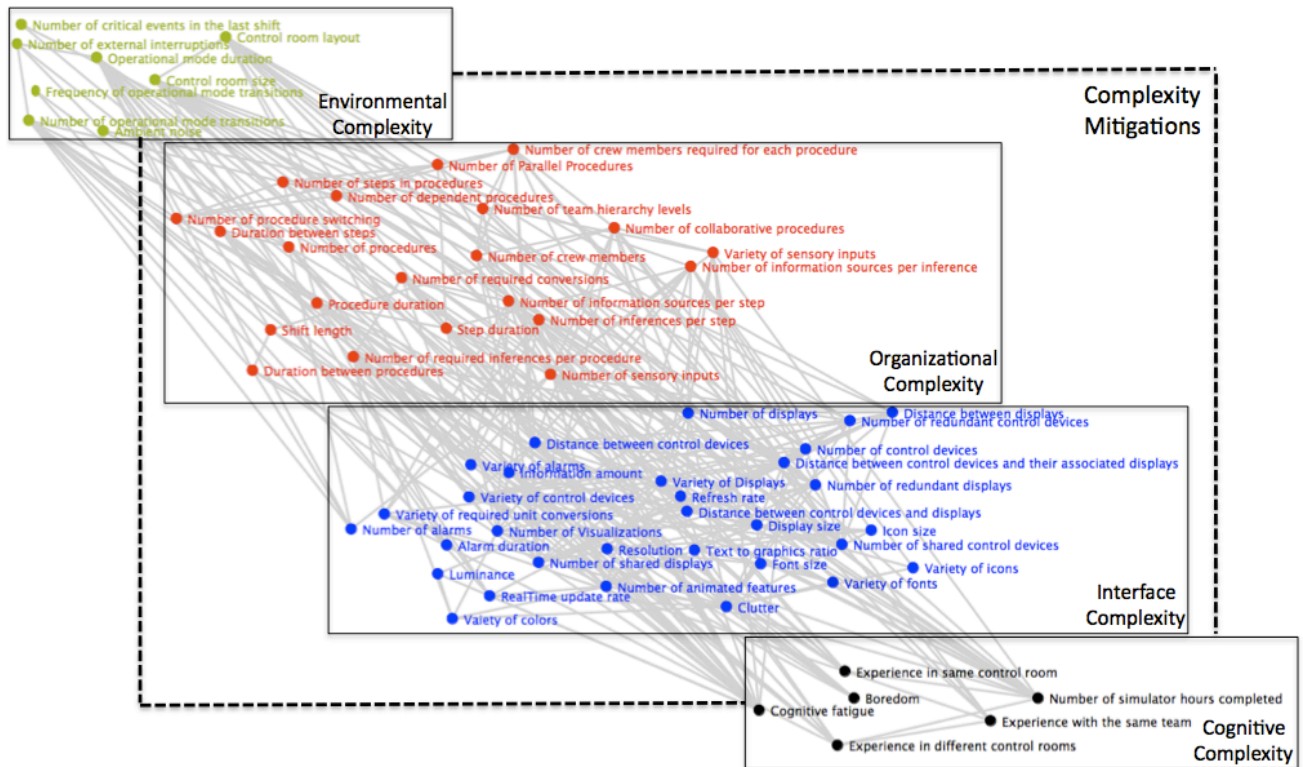 Number of critical events in the last shift
Control room layout
Number of external interruptions
Operational mode duration
Control room size
Frequency of operational mode transitions
Number of operational mode transitions
Ambient noise
Environmental
Complexity
Complexity
Mitigations
Number of crew members required for each procedure
Number of Parallel Procedures
Number of steps in procedures
Number of dependent procedures
Number of team hierarchy levels
Number of procedure switching
Duration between steps
Number of collaborative procedures
Number of procedures
Number of crew members
Variety of sensory inputs
Number of information sources per inference
Number of required conversions
Procedure duration
Number of information sources per step
Number of inferences per step
Shift length
Step duration
Number of required inferences per procedure
Duration between procedures
Number of sensory inputs
Organizational
Complexity
Number of displays
Distance between displays
Number of redundant control devices
Distance between control devices
Number of control devices
Variety of alarms
Information amount
Distance between control devices and their associated displays
Variety of Displays
Number of redundant displays
Variety of control devices
Refresh rate
Variety of required unit conversions
Distance between control devices and displays
Number of alarms
Number of Visualizations
Display size
Icon size
Alarm duration
Resolution
Text to graphics ratio
Number of shared control devices
Number of shared displays
Font size
Variety of icons
Luminance
Number of animated features
Variety of fonts
RealTime update rate
Clutter
Vaiety of colors
Interface
Complexity
Experience in same control room
Boredom
Number of simulator hours completed
Cognitive fatigue
Experience with the same team
Experience in different control rooms
Cognitive
Complexity